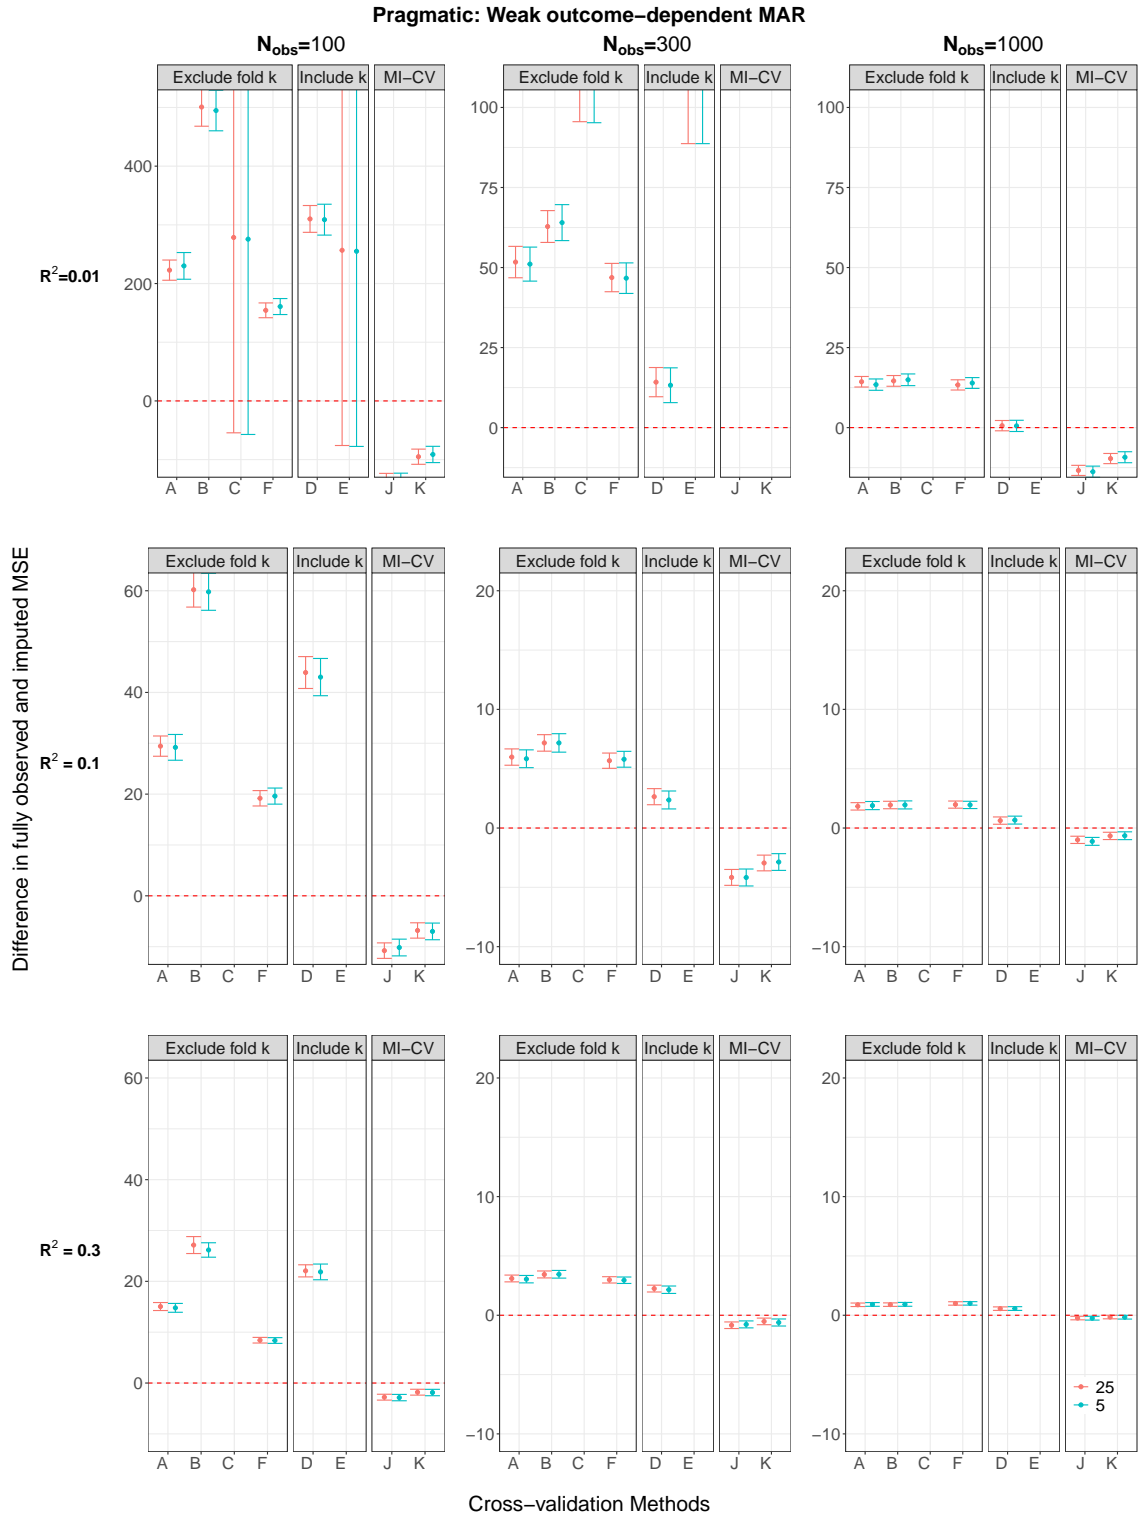 Pragmatic: Weak outcome−dependent MAR
N_obs=100
N_obs=300
N_obs=1000
Difference in fully observed and imputed MSE
R²=0.01
Exclude fold k Include k MI−CV
400
200
0
A B C F D E J K
Exclude fold k Include k MI−CV
100
75
50
25
0
A B C F D E J K
Exclude fold k Include k MI−CV
100
75
50
25
0
A B C F D E J K
R² = 0.1
Exclude fold k Include k MI−CV
60
40
20
0
A B C F D E J K
Exclude fold k Include k MI−CV
20
10
0
−10
A B C F D E J K
Exclude fold k Include k MI−CV
20
10
0
−10
A B C F D E J K
R² = 0.3
Exclude fold k Include k MI−CV
60
40
20
0
A B C F D E J K
Exclude fold k Include k MI−CV
20
10
0
−10
A B C F D E J K
Exclude fold k Include k MI−CV
20
10
0
−10
25
5
A B C F D E J K
Cross−validation Methods